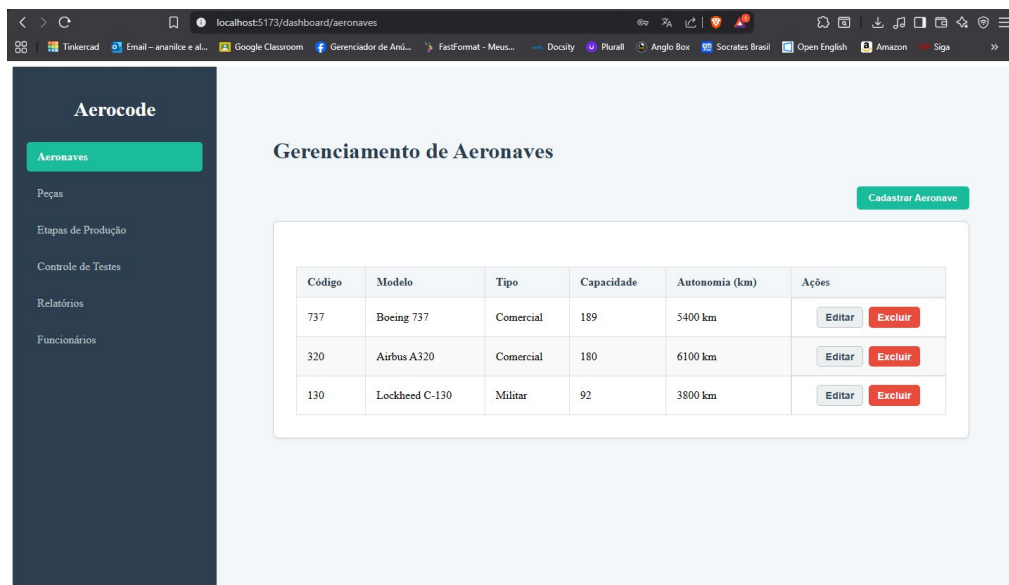 localhost:5173/dashboard/aeronaves
Tinkercad Email – ananilce e al... Google Classroom Gerenciador de Anú... FastFormat - Meus... Docsity Plurall Anglo Box Socrates Brasil Open English Amazon Siga »
Aerocode
Aeronaves
Peças
Etapas de Produção
Controle de Testes
Relatórios
Funcionários
Gerenciamento de Aeronaves
Cadastrar Aeronave
Código Modelo Tipo Capacidade Autonomia (km) Ações
737 Boeing 737 Comercial 189 5400 km Editar Excluir
320 Airbus A320 Comercial 180 6100 km Editar Excluir
130 Lockheed C-130 Militar 92 3800 km Editar Excluir